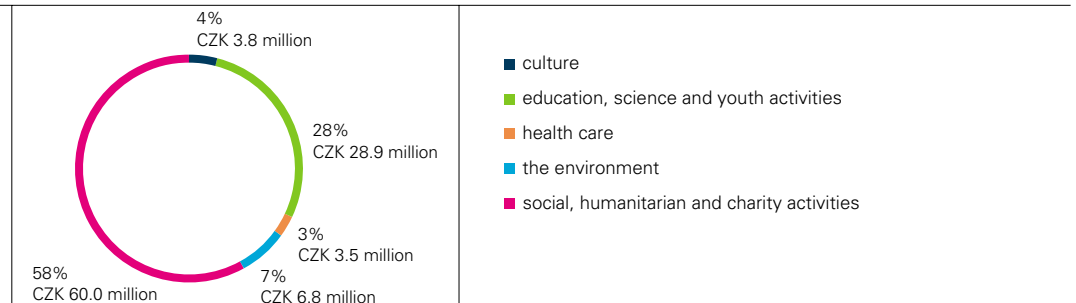 4%
CZK 3.8 million
28%
CZK 28.9 million
3%
CZK 3.5 million
7%
CZK 6.8 million
58%
CZK 60.0 million
culture
education, science and youth activities
health care
the environment
social, humanitarian and charity activities